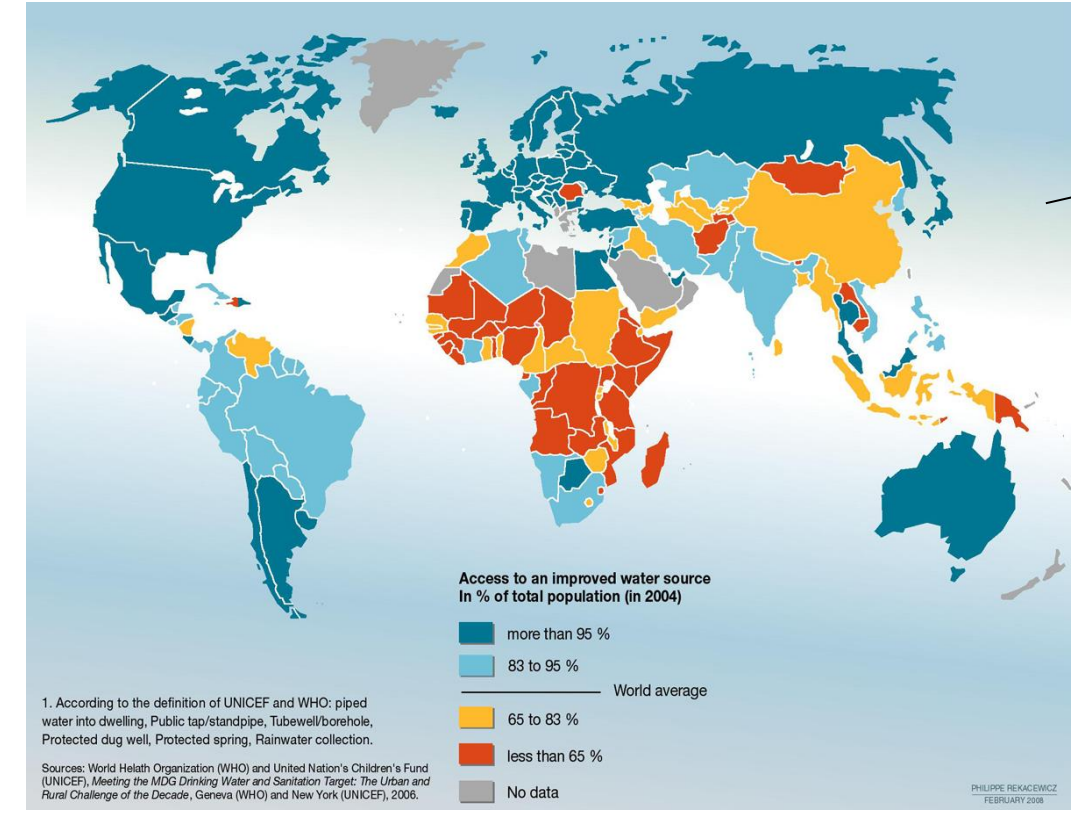 Access to an improved water source
In % of total population (in 2004)
more than 95 %
83 to 95 %
World average
65 to 83 %
less than 65 %
No data
1. According to the definition of UNICEF and WHO: piped
water into dwelling, Public tap/standpipe, Tubewell/borehole,
Protected dug well, Protected spring, Rainwater collection.
Sources: World Helath Organization (WHO) and United Nation's Children's Fund
(UNICEF), Meeting the MDG Drinking Water and Sanitation Target: The Urban and
Rural Challenge of the Decade, Geneva (WHO) and New York (UNICEF), 2006.
PHILIPPE REKACEWICZ
FEBRUARY 2008